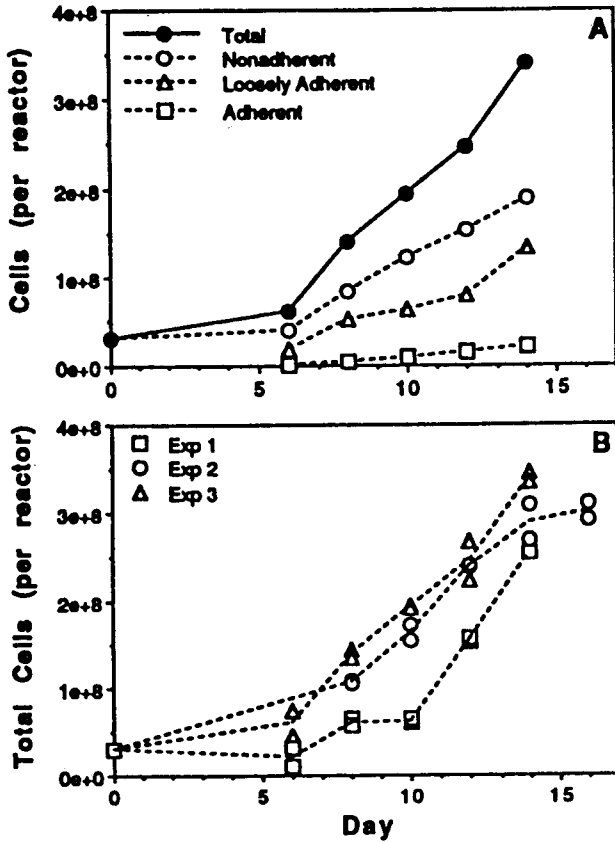 4e+8
A
Total
Nonadherent
Loosely Adherent
Adherent
3e+8
2e+8
1e+8
0e+0
Cells (per reactor)
0
5
10
15
4e+8
B
Exp 1
Exp 2
Exp 3
3e+8
2e+8
1e+8
0e+0
Total Cells (per reactor)
0
5
10
15
Day